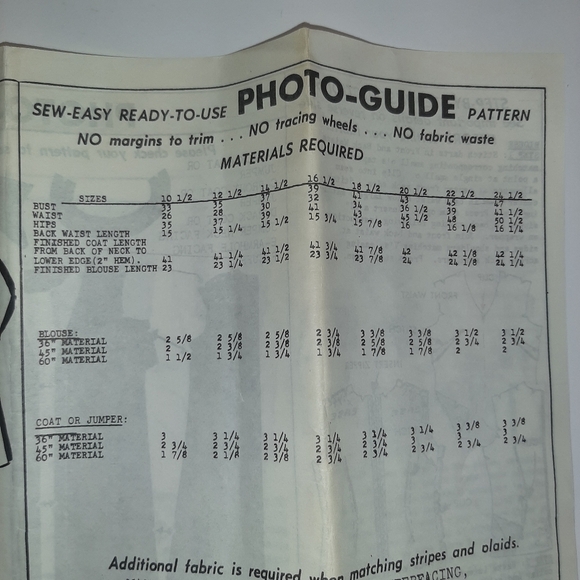 SEW-EASY READY-TO-USE PHOTO-GUIDE PATTERN
NO margins to trim . . . NO tracing wheels . . . NO fabric waste
MATERIALS REQUIRED
SIZES 10 1/2 12 1/2 14 1/2 16 1/2 18 1/2 20 1/2 22 1/2 24 1/2
BUST 33 35 37 39 41 43 45 47
WAIST 26 28 30 32 34 36 1/2 39 41 1/2
HIPS 35 37 39 41 43 45 1/2 48 50 1/2
BACK WAIST LENGTH 15 15 1/4 15 1/2 15 3/4 15 7/8 16 16 1/8 16 1/4
FINISHED COAT LENGTH
FROM BACK OF NECK TO
LOWER EDGE(2" HEM). 41 41 1/4 41 1/2 41 3/4 41 7/8 42 42 1/8 42 1/4
FINISHED BLOUSE LENGTH 23 23 1/4 23 1/2 23 3/4 23 7/8 24 24 1/8 24 1/4
BLOUSE:
36" MATERIAL 2 5/8 2 5/8 2 5/8 2 3/4 3 3/8 3 3/8 3 1/2 3 1/2
45" MATERIAL 2 2 3/8 2 3/8 2 3/4 2 5/8 2 5/8 2 3/4 2 3/4
60" MATERIAL 1 1/2 1 3/4 1 3/4 1 3/4 1 7/8 1 7/8 2 2
COAT OR JUMPER:
36" MATERIAL 3 3 1/4 3 1/4 3 1/4 3 1/4 3 1/4 3 3/8 3 3/8
45" MATERIAL 2 3/4 2 3/4 2 3/4 2 3/4 2 3/4 3 3 3
60" MATERIAL 1 7/8 2 1/8 2 3/8 2 3/4 2 3/4 2 3/4 2 3/4 2 3/4
Additional fabric is required when matching stripes and plaids.